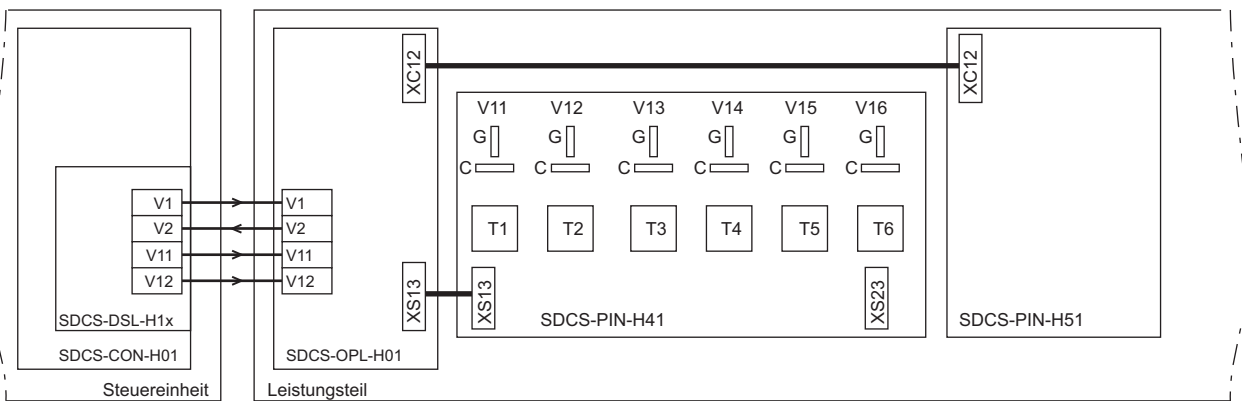 XC12
XC12
V11 V12 V13 V14 V15 V16
G G G G G G
C C C C C C
V1 V1
V2 V2
V11 V11
V12 V12
T1 T2 T3 T4 T5 T6
XS13 XS13 XS23
SDCS-DSL-H1x
SDCS-PIN-H41
SDCS-PIN-H51
SDCS-CON-H01
SDCS-OPL-H01
Steuereinheit
Leistungsteil